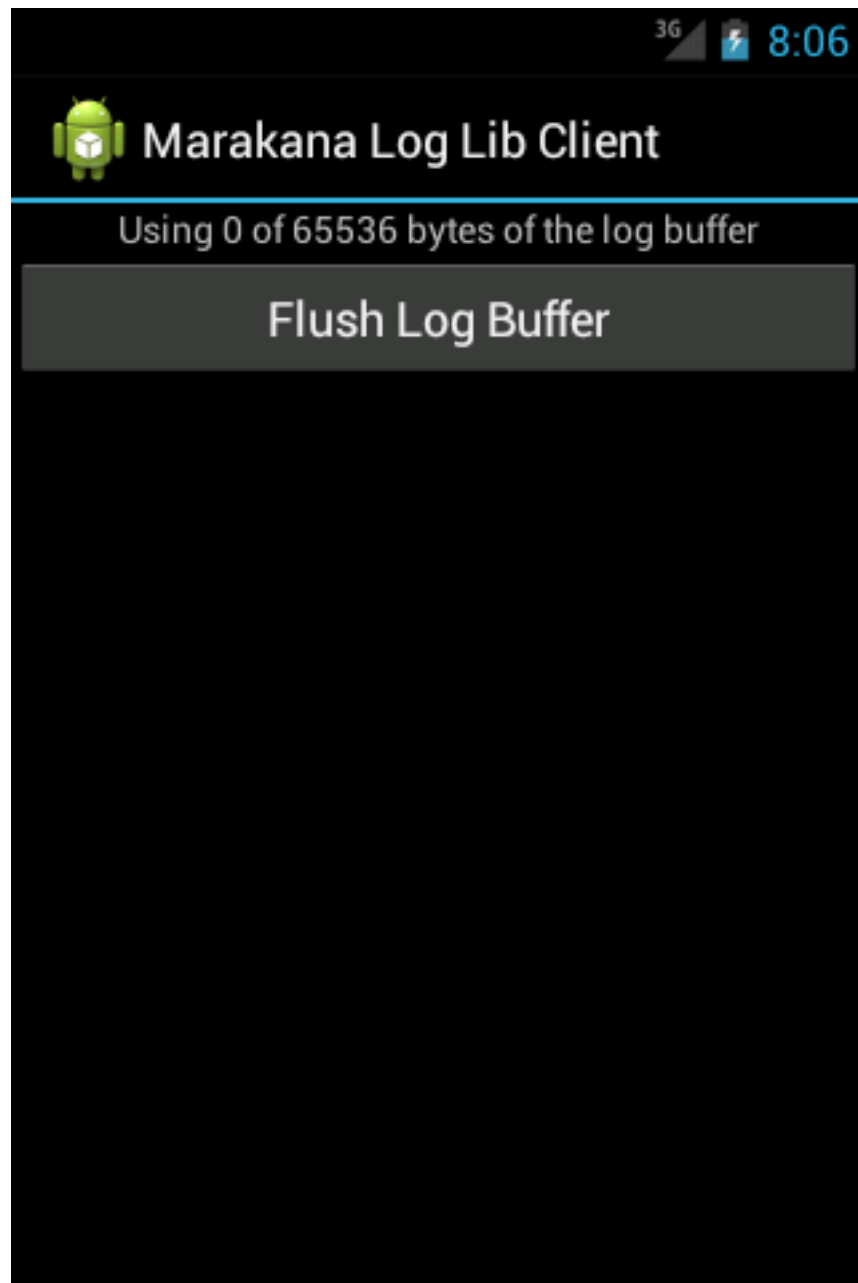 3G 8:06
Marakana Log Lib Client
Using 0 of 65536 bytes of the log buffer
Flush Log Buffer